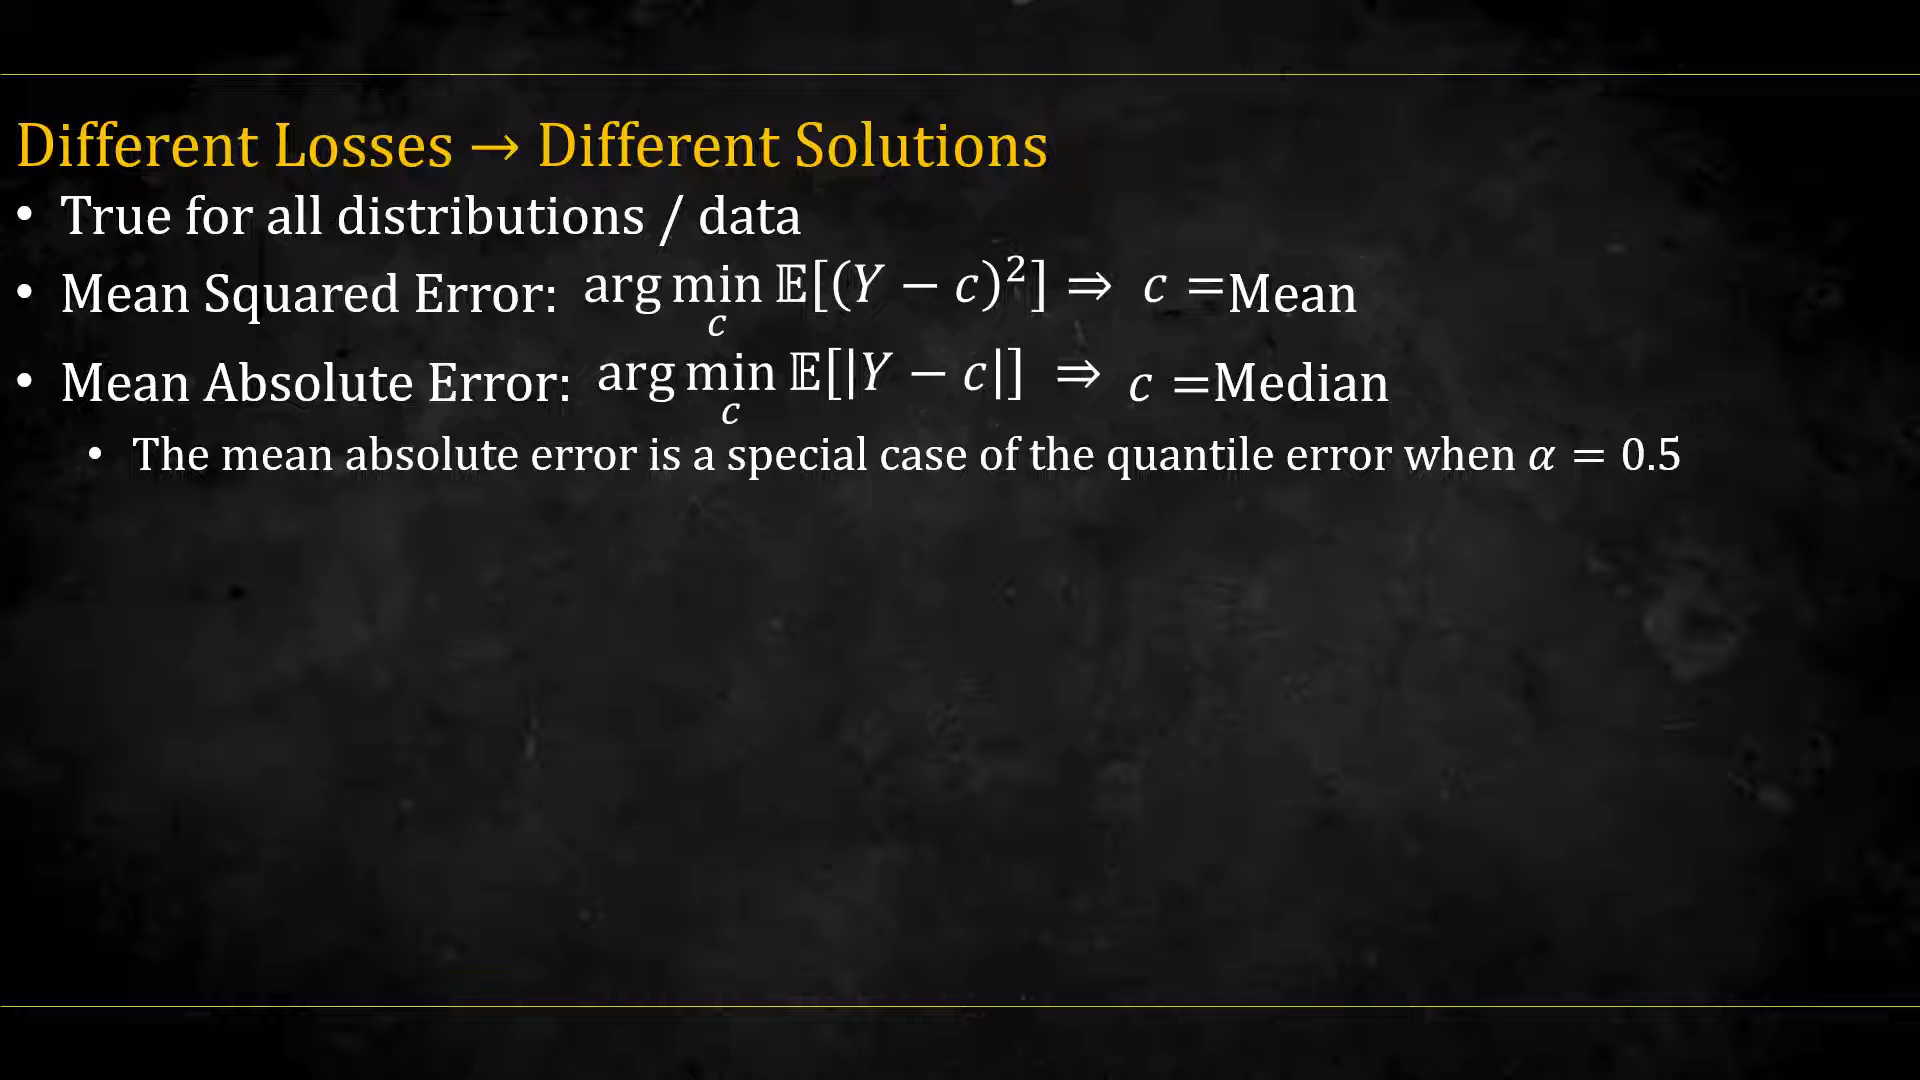 Different Losses → Different Solutions
• True for all distributions / data
• Mean Squared Error: arg min_c 𝔼[(Y − c)²] ⇒ c =Mean
• Mean Absolute Error: arg min_c 𝔼[|Y − c|] ⇒ c =Median
• The mean absolute error is a special case of the quantile error when α = 0.5